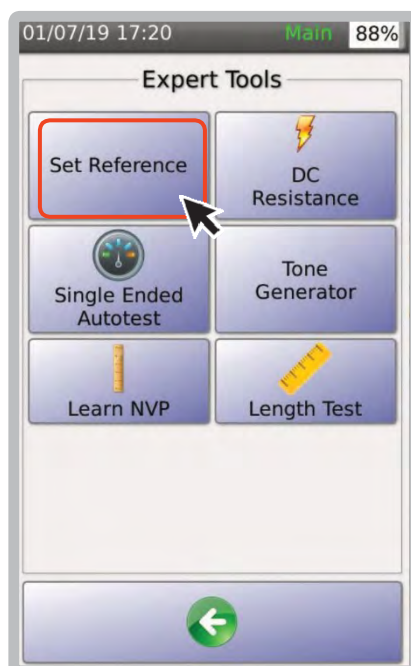 01/07/19 17:20 Main 88%
Expert Tools
Set Reference
DC
Resistance
Single Ended
Autotest
Tone
Generator
Learn NVP
Length Test